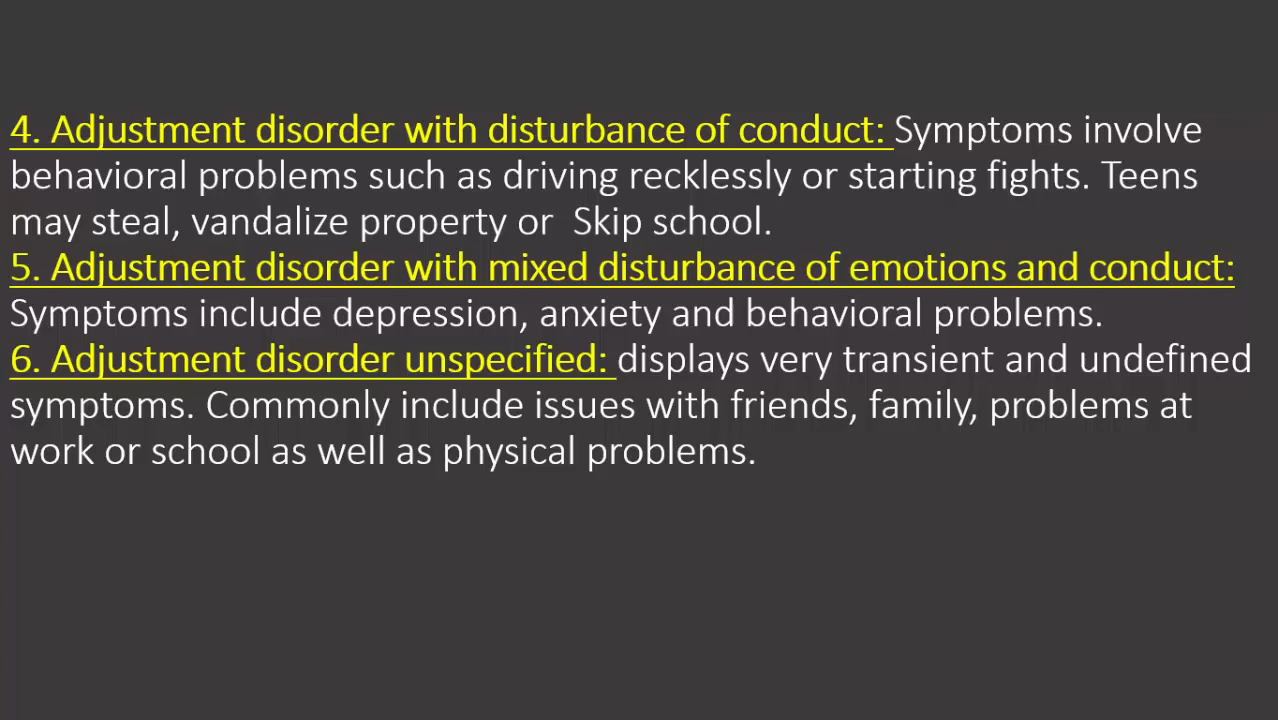 4. Adjustment disorder with disturbance of conduct: Symptoms involve
behavioral problems such as driving recklessly or starting fights. Teens
may steal, vandalize property or  Skip school.
5. Adjustment disorder with mixed disturbance of emotions and conduct:
Symptoms include depression, anxiety and behavioral problems.
6. Adjustment disorder unspecified: displays very transient and undefined
symptoms. Commonly include issues with friends, family, problems at
work or school as well as physical problems.